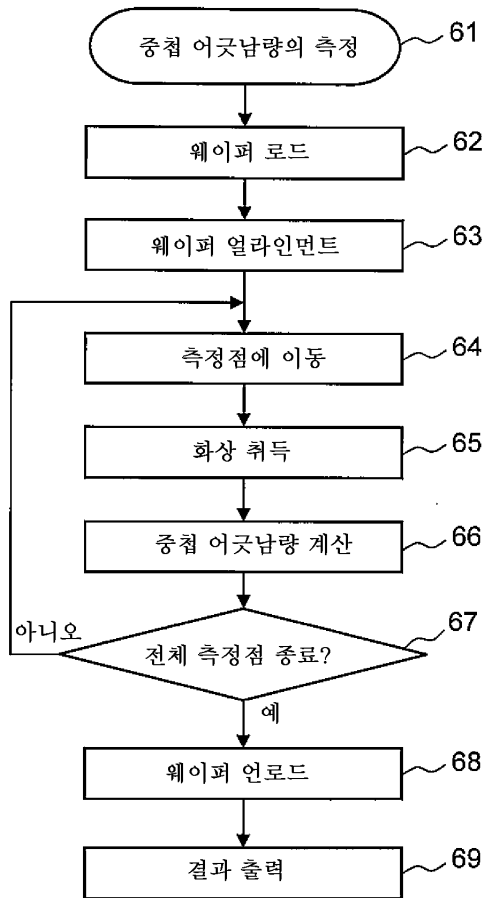 중첩 어긋남량의 측정 61
웨이퍼 로드 62
웨이퍼 얼라인먼트 63
측정점에 이동 64
화상 취득 65
중첩 어긋남량 계산 66
전체 측정점 종료? 67
아니오
예
웨이퍼 언로드 68
결과 출력 69